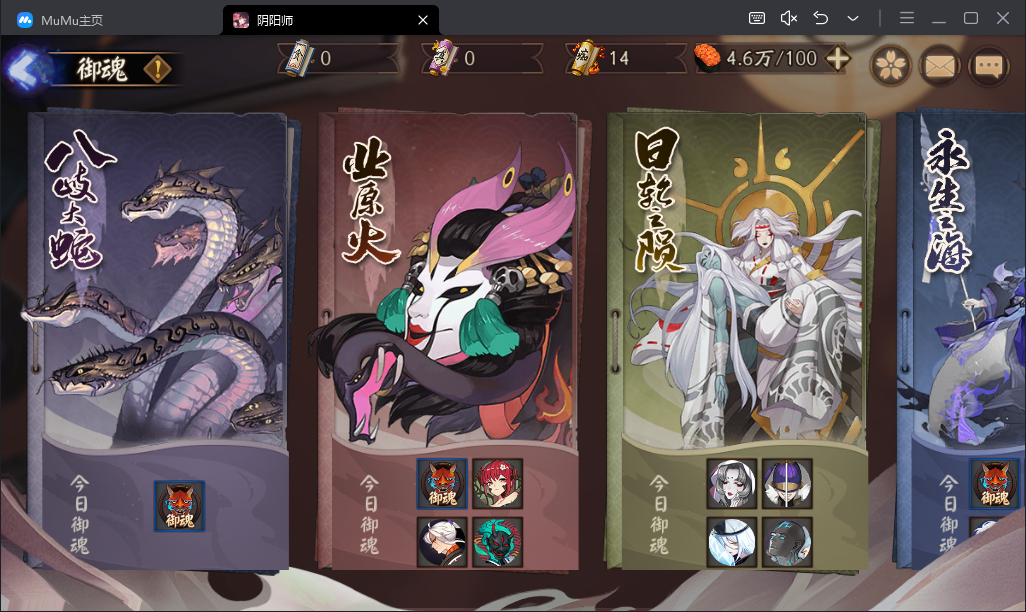 MuMu主页
阴阳师
御魂
0
0
14
4.6万/100
八岐大蛇
业原火
日轮之陨
永生之海
今日御魂
御魂
今日御魂
御魂
今日御魂
今日御魂
御魂